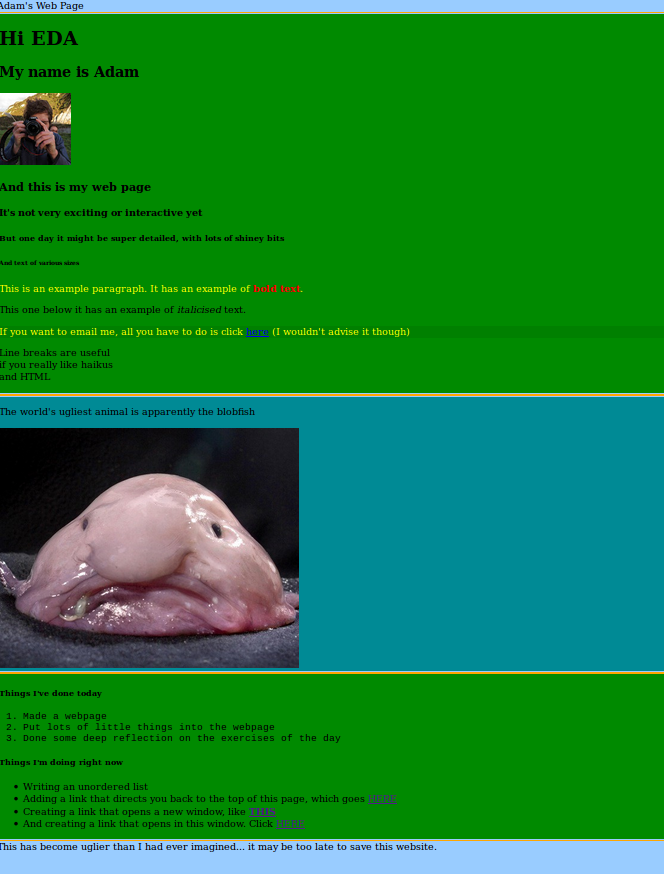 Adam's Web Page
Hi EDA
My name is Adam
And this is my web page
It's not very exciting or interactive yet
But one day it might be super detailed, with lots of shiney bits
And text of various sizes
This is an example paragraph. It has an example of bold text.
This one below it has an example of italicised text.
If you want to email me, all you have to do is click here (I wouldn't advise it though)
Line breaks are useful
if you really like haikus
and HTML
The world's ugliest animal is apparently the blobfish
Things I've done today
1. Made a webpage
2. Put lots of little things into the webpage
3. Done some deep reflection on the exercises of the day
Things I'm doing right now
• Writing an unordered list
• Adding a link that directs you back to the top of this page, which goes HERE
• Creating a link that opens a new window, like THIS
• And creating a link that opens in this window. Click HERE
This has become uglier than I had ever imagined... it may be too late to save this website.